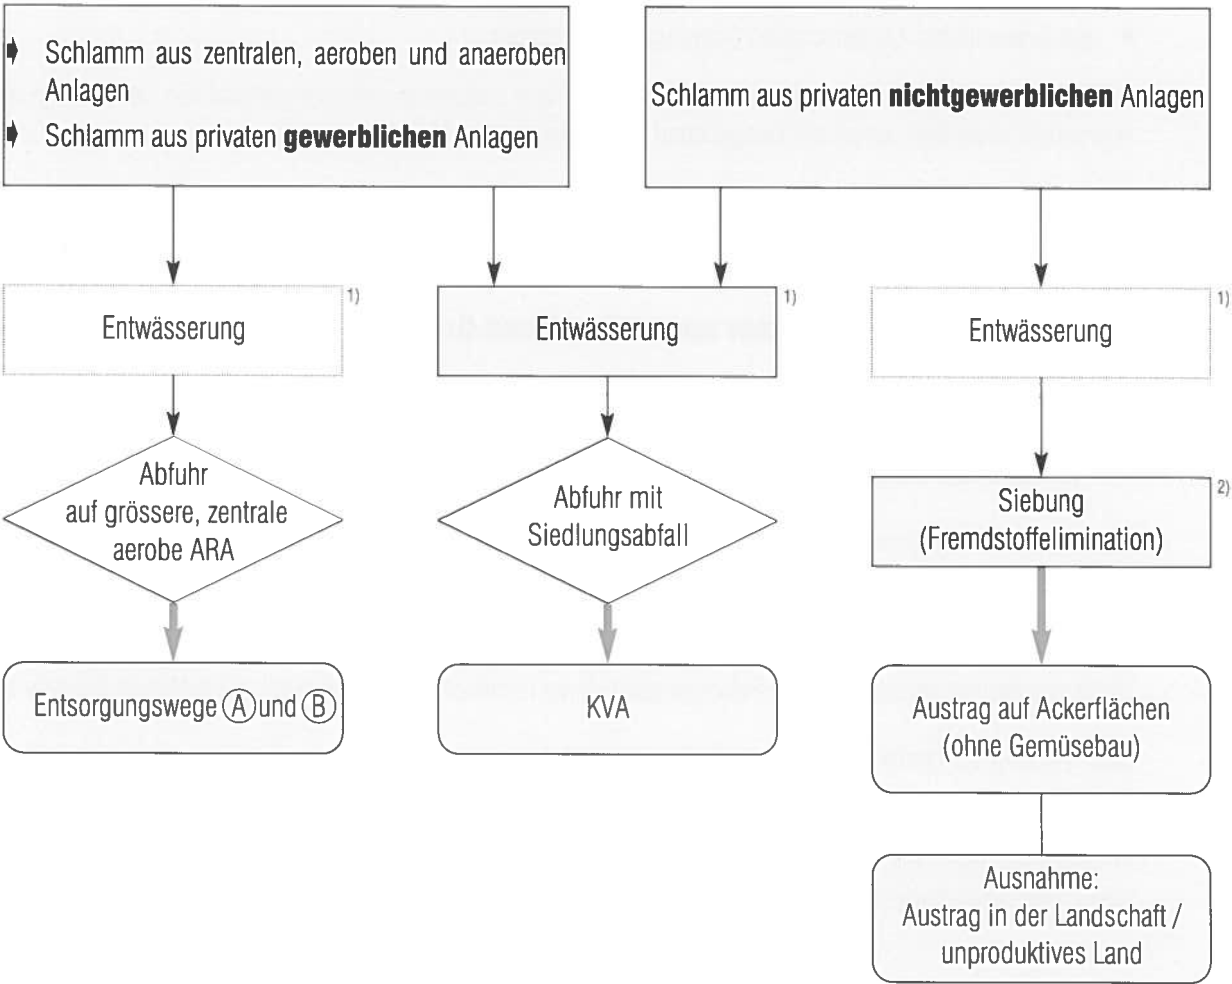 Schlamm aus zentralen, aeroben und anaeroben
Anlagen
Schlamm aus privaten gewerblichen Anlagen
Schlamm aus privaten nichtgewerblichen Anlagen
Entwässerung 1)
Entwässerung 1)
Entwässerung 1)
Abfuhr
auf grössere, zentrale
aerobe ARA
Abfuhr mit
Siedlungsabfall
Siebung 2)
(Fremdstoffelimination)
Entsorgungswege A und B
KVA
Austrag auf Ackerflächen
(ohne Gemüsebau)
Ausnahme:
Austrag in der Landschaft /
unproduktives Land